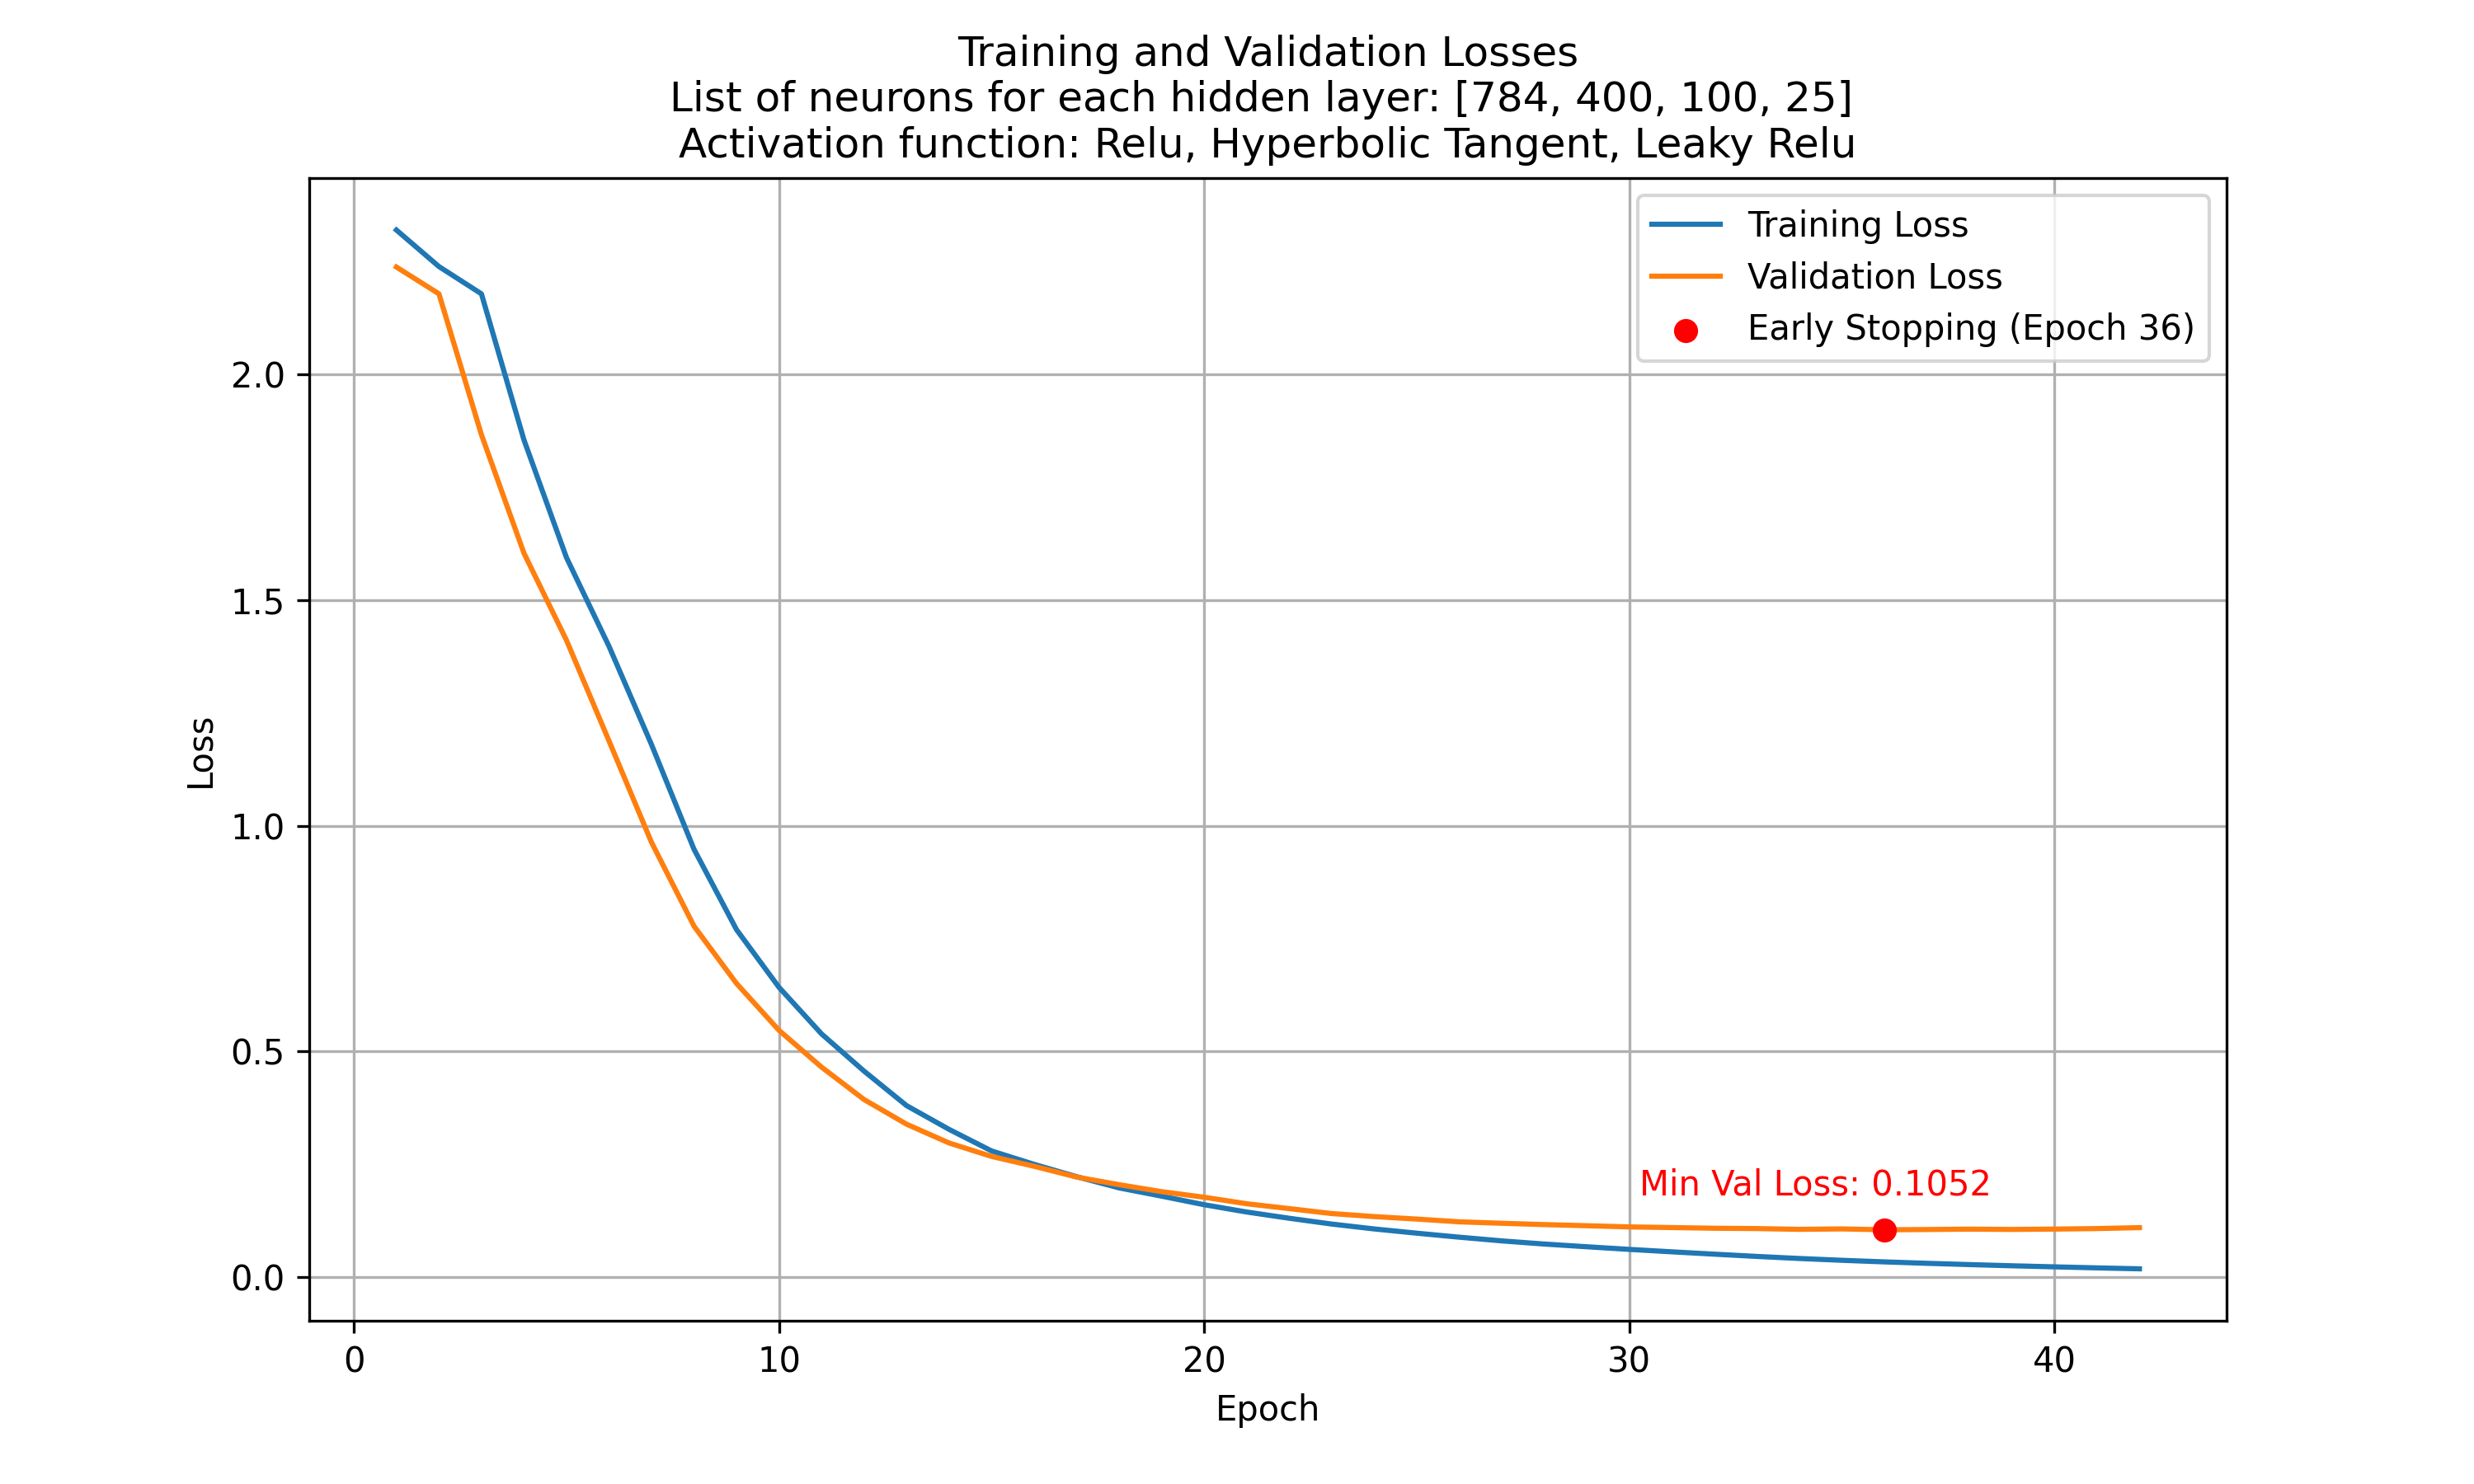 Training and Validation Losses
List of neurons for each hidden layer: [784, 400, 100, 25]
Activation function: Relu, Hyperbolic Tangent, Leaky Relu
Training Loss
Validation Loss
Early Stopping (Epoch 36)
2.0
1.5
1.0
0.5
0.0
Loss
Min Val Loss: 0.1052
0 10 20 30 40
Epoch